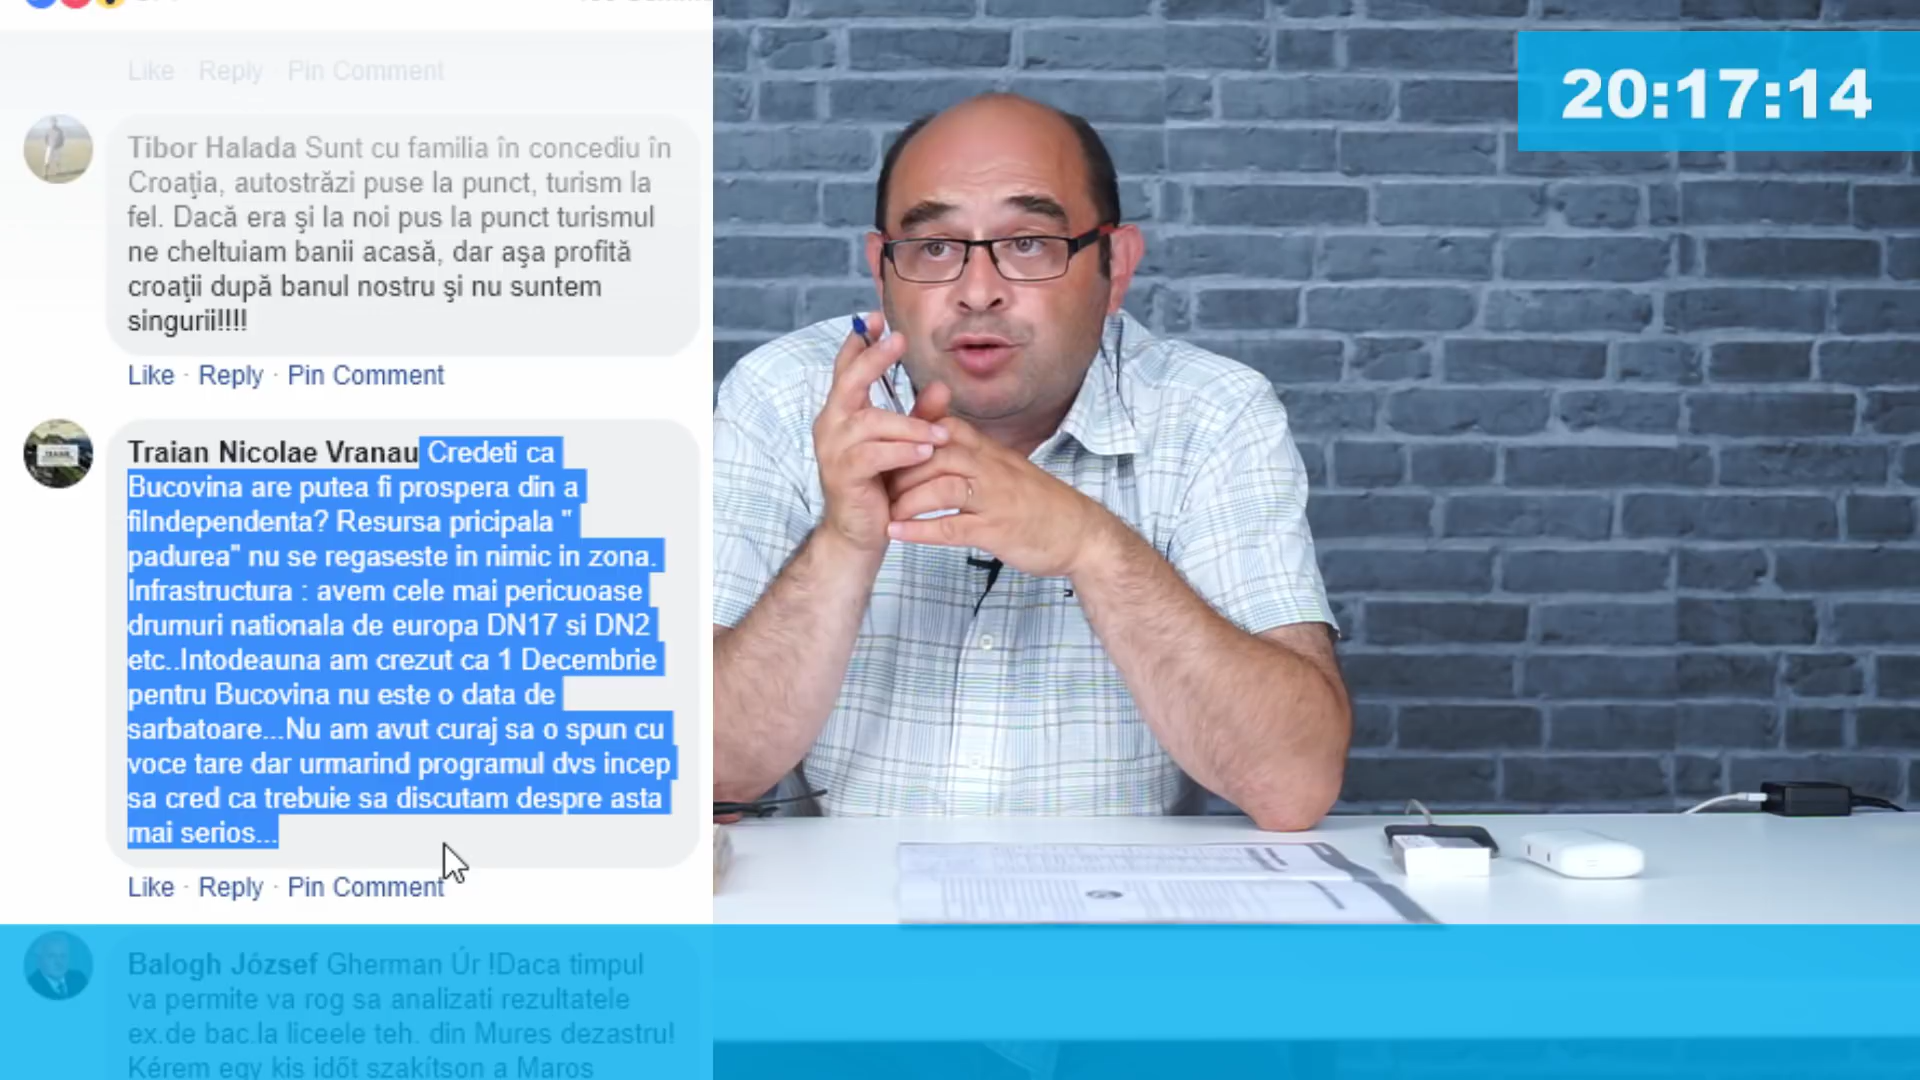 Like · Reply · Pin Comment
Tibor Halada Sunt cu familia în concediu în
Croaţia, autostrăzi puse la punct, turism la
fel. Dacă era şi la noi pus la punct turismul
ne cheltuiam banii acasă, dar aşa profită
croaţii după banul nostru şi nu suntem
singurii!!!!
Like · Reply · Pin Comment
Traian Nicolae Vranau Credeti ca
Bucovina are putea fi prospera din a
fiIndependenta? Resursa pricipala "
padurea" nu se regaseste in nimic in zona.
Infrastructura : avem cele mai pericuoase
drumuri nationala de europa DN17 si DN2
etc..Intodeauna am crezut ca 1 Decembrie
pentru Bucovina nu este o data de
sarbatoare...Nu am avut curaj sa o spun cu
voce tare dar urmarind programul dvs incep
sa cred ca trebuie sa discutam despre asta
mai serios...
Like · Reply · Pin Comment
Balogh József Gherman Úr !Daca timpul
va permite va rog sa analizati rezultatele
ex.de bac.la liceele teh. din Mures dezastru!
Kérem egy kis időt szakítson a Maros
20:17:14